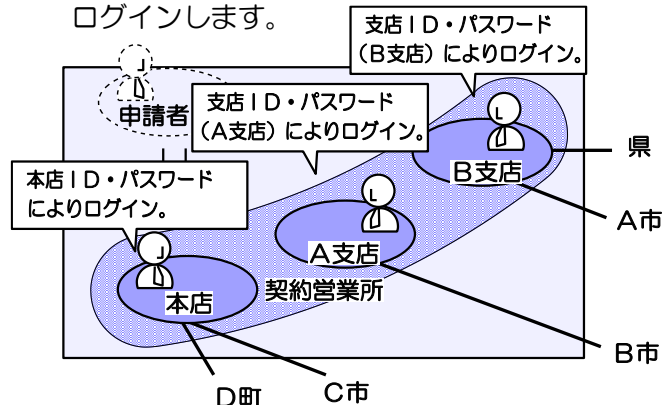 ログインします。
支店ＩＤ・パスワード
（Ｂ支店）によりログイン。
支店ＩＤ・パスワード
（Ａ支店）によりログイン。
申請者
県
Ｂ支店
本店ＩＤ・パスワード
によりログイン。
Ａ市
Ａ支店
契約営業所
本店
Ｂ市
Ｃ市
Ｄ町